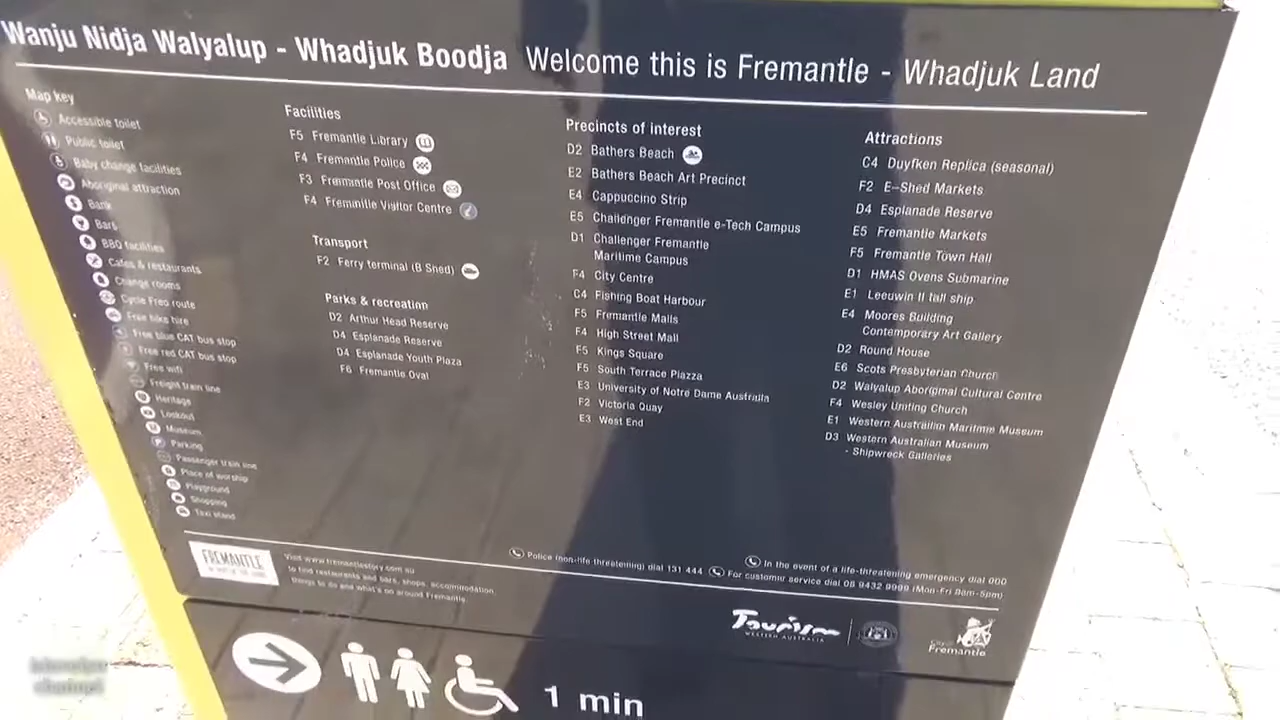 Wanju Nidja Walyalup - Whadjuk Boodja Welcome this is Fremantle - Whadjuk Land
Map key
Accessible toilet
Public toilet
Baby change facilities
Aboriginal attraction
Bank
Bars
BBQ facilities
Cafes & restaurants
Change rooms
Cycle Freo route
Free bike hire
Free blue CAT bus stop
Free red CAT bus stop
Free wifi
Freight train line
Heritage
Lookout
Museum
Parking
Passenger train line
Place of worship
Playground
Shopping
Taxi stand
Facilities
F5 Fremantle Library
F4 Fremantle Police
F3 Fremantle Post Office
F4 Fremantle Visitor Centre
Transport
F2 Ferry terminal (B Shed)
Parks & recreation
D2 Arthur Head Reserve
D4 Esplanade Reserve
D4 Esplanade Youth Plaza
F6 Fremantle Oval
Precincts of interest
D2 Bathers Beach
E2 Bathers Beach Art Precinct
E4 Cappuccino Strip
E5 Challenger Fremantle e-Tech Campus
D1 Challenger Fremantle
Maritime Campus
F4 City Centre
C4 Fishing Boat Harbour
F5 Fremantle Malls
F4 High Street Mall
F5 Kings Square
F5 South Terrace Piazza
E3 University of Notre Dame Australia
F2 Victoria Quay
E3 West End
Attractions
C4 Duyfken Replica (seasonal)
F2 E-Shed Markets
D4 Esplanade Reserve
E5 Fremantle Markets
F5 Fremantle Town Hall
D1 HMAS Ovens Submarine
E1 Leeuwin II tall ship
E4 Moores Building
Contemporary Art Gallery
D2 Round House
E6 Scots Presbyterian Church
D2 Walyalup Aboriginal Cultural Centre
F4 Wesley Uniting Church
E1 Western Australian Maritime Museum
D3 Western Australian Museum
- Shipwreck Galleries
FREMANTLE
Visit www.fremantlestory.com.au
to find restaurants and bars, shops, accommodation,
things to do and what's on around Fremantle.
In the event of a life-threatening emergency dial 000
Police (non-life-threatening) dial 131 444 For customer service dial 08 9432 9999 (Mon-Fri 8am-5pm)
Tourism
WESTERN AUSTRALIA
City of
Fremantle
1 min
channel